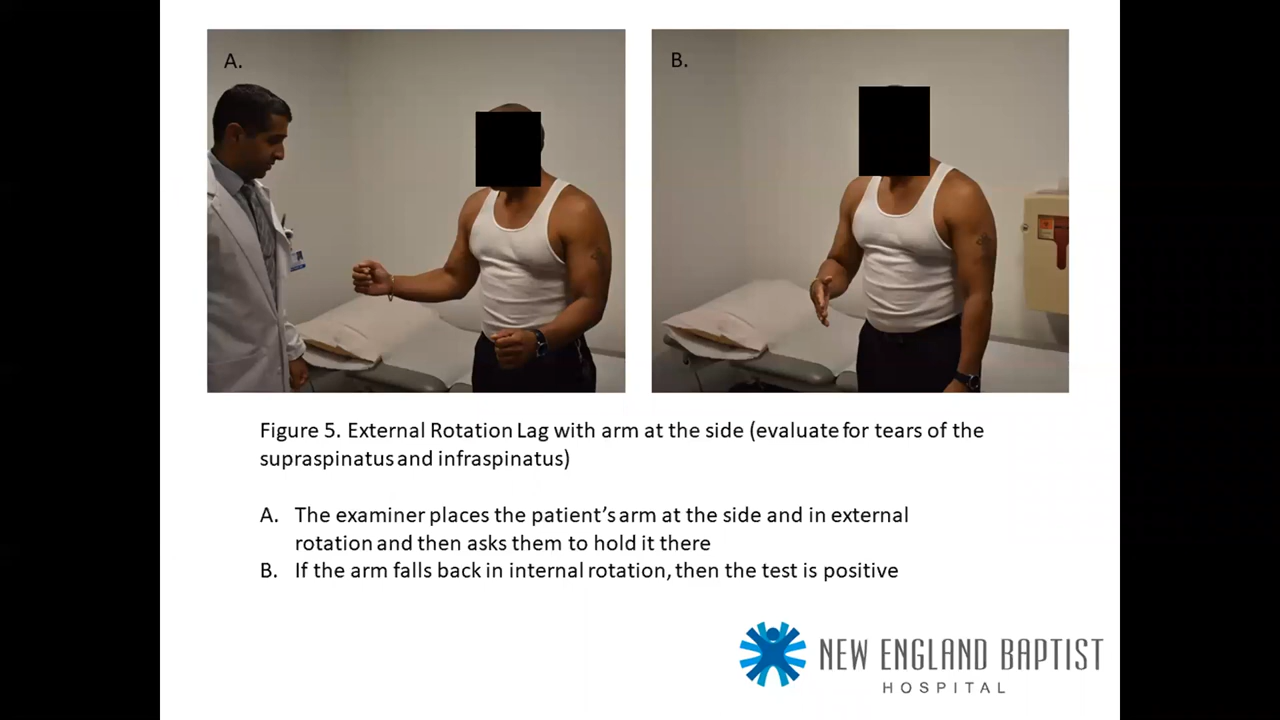 A.
B.
Figure 5. External Rotation Lag with arm at the side (evaluate for tears of the
supraspinatus and infraspinatus)
A. The examiner places the patient's arm at the side and in external
rotation and then asks them to hold it there
B. If the arm falls back in internal rotation, then the test is positive
NEW ENGLAND BAPTIST
HOSPITAL